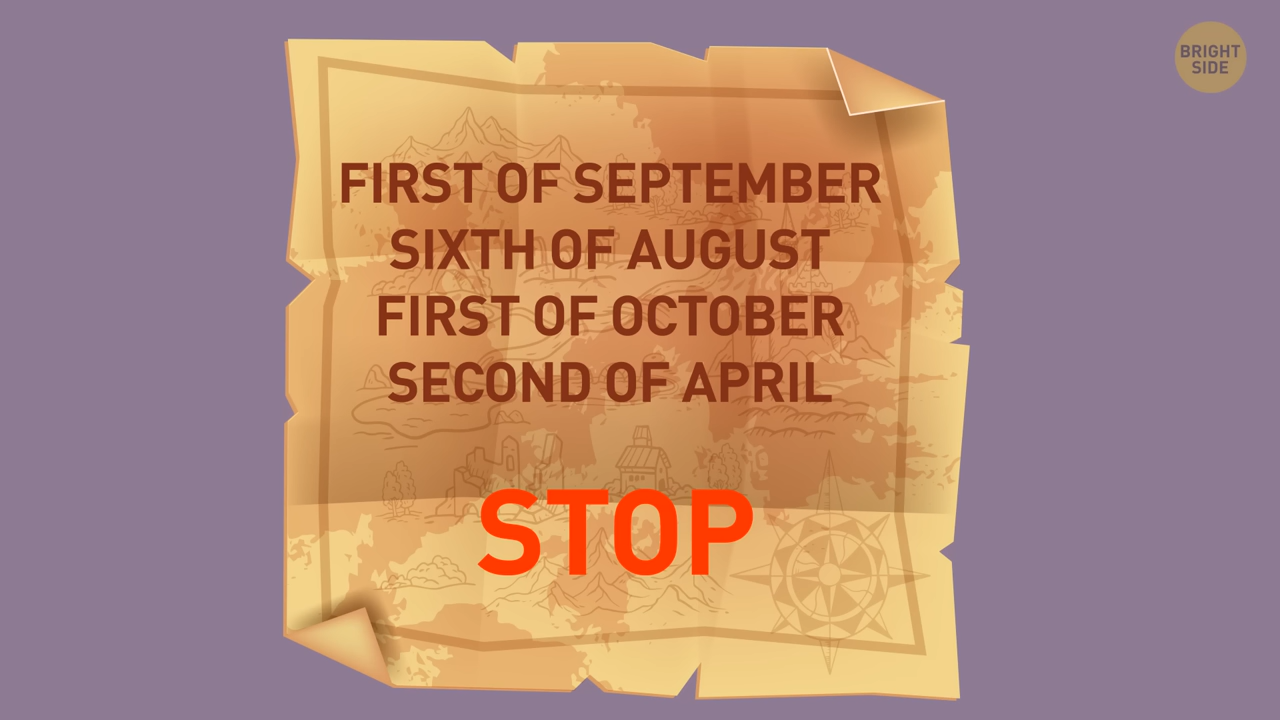 BRIGHT
SIDE
FIRST OF SEPTEMBER
SIXTH OF AUGUST
FIRST OF OCTOBER
SECOND OF APRIL
STOP